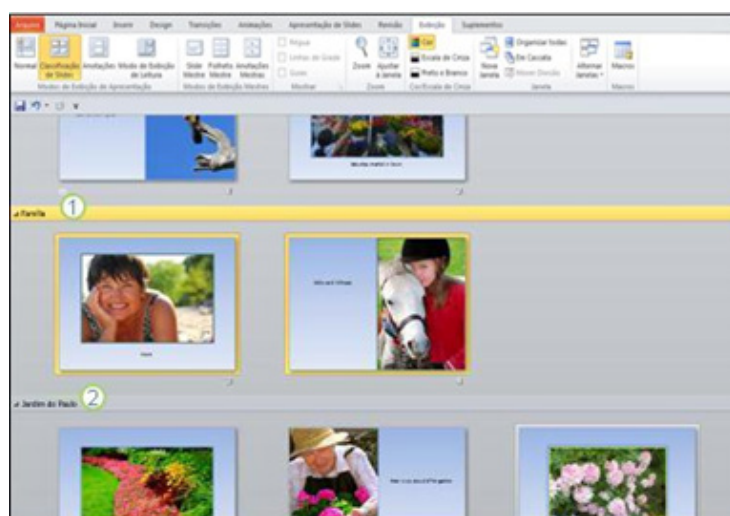 Arquivo Página Inicial Inserir Design Transições Animações Apresentação de Slides Revisão Exibição Suplementos
Normal Classificação de Slides Anotações Modo de Exibição de Leitura
Slide Mestre Folheto Mestre Anotações Mestras
Régua
Linhas de Grade
Guias
Zoom Ajustar à Janela
Cor
Escala de Cinza
Preto e Branco
Nova Janela
Organizar todas
Em Cascata
Mover Divisão
Alternar Janelas
Macros
Modos de Exibição de Apresentação Modos de Exibição Mestres Mostrar Zoom Cor/Escala de Cinza Janela Macros
Família 1
Jardim do Paulo 2